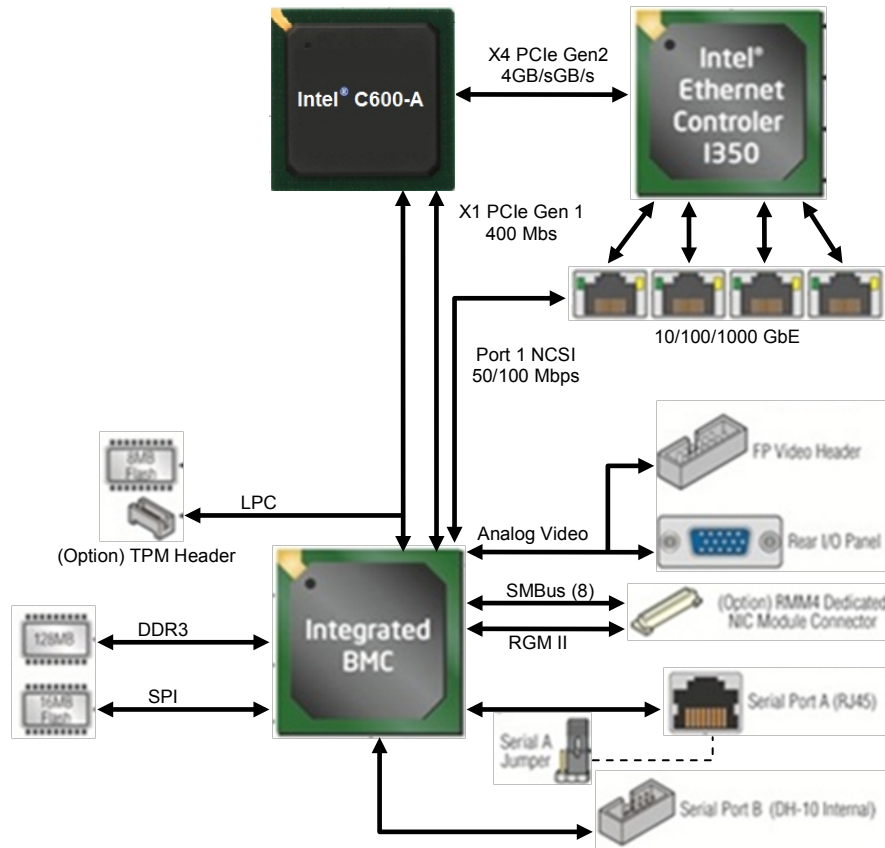 Intel® C600-A
X4 PCIe Gen2
4GB/sGB/s
Intel®
Ethernet
Controler
I350
X1 PCIe Gen 1
400 Mbs
10/100/1000 GbE
Port 1 NCSI
50/100 Mbps
8MB
Flash
LPC
(Option) TPM Header
FP Video Header
Analog Video
Rear I/O Panel
SMBus (8)
(Option) RMM4 Dedicated
NIC Module Connector
RGM II
Integrated
BMC
128MB
DDR3
16MB
Flash
SPI
Serial Port A (RJ45)
Serial A
Jumper
Serial Port B (DH-10 Internal)